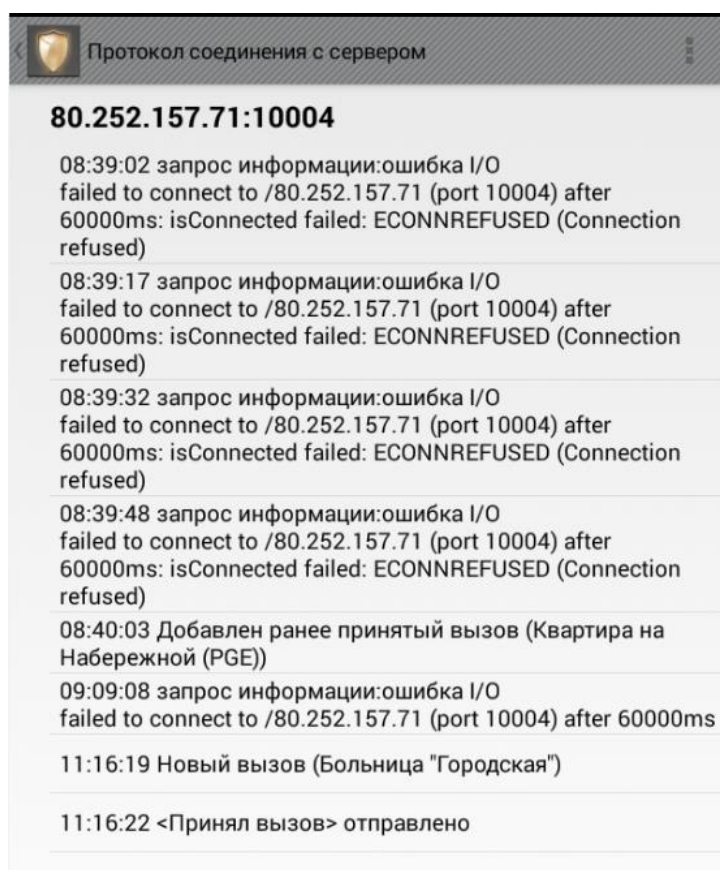 Протокол соединения с сервером
80.252.157.71:10004
08:39:02 запрос информации:ошибка I/O
failed to connect to /80.252.157.71 (port 10004) after
60000ms: isConnected failed: ECONNREFUSED (Connection
refused)
08:39:17 запрос информации:ошибка I/O
failed to connect to /80.252.157.71 (port 10004) after
60000ms: isConnected failed: ECONNREFUSED (Connection
refused)
08:39:32 запрос информации:ошибка I/O
failed to connect to /80.252.157.71 (port 10004) after
60000ms: isConnected failed: ECONNREFUSED (Connection
refused)
08:39:48 запрос информации:ошибка I/O
failed to connect to /80.252.157.71 (port 10004) after
60000ms: isConnected failed: ECONNREFUSED (Connection
refused)
08:40:03 Добавлен ранее принятый вызов (Квартира на
Набережной (PGE))
09:09:08 запрос информации:ошибка I/O
failed to connect to /80.252.157.71 (port 10004) after 60000ms
11:16:19 Новый вызов (Больница "Городская")
11:16:22 <Принял вызов> отправлено